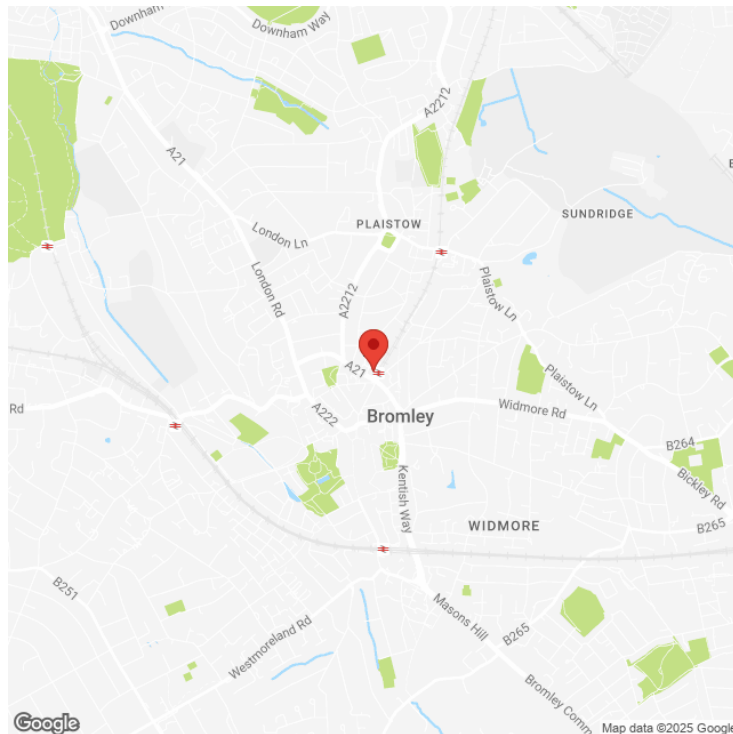 Downham
Downham Way
A2212
A21
PLAISTOW
SUNDRIDGE
London Ln
London Rd
A2212
Plaistow Ln
A21
Plaistow Ln
Rd
A222
Bromley
Widmore Rd
B264
Bickley Rd
Kentish Way
WIDMORE
B265
B251
Westmoreland Rd
Masons Hill
B265
Bromley Comm
Google
Map data ©2025 Google